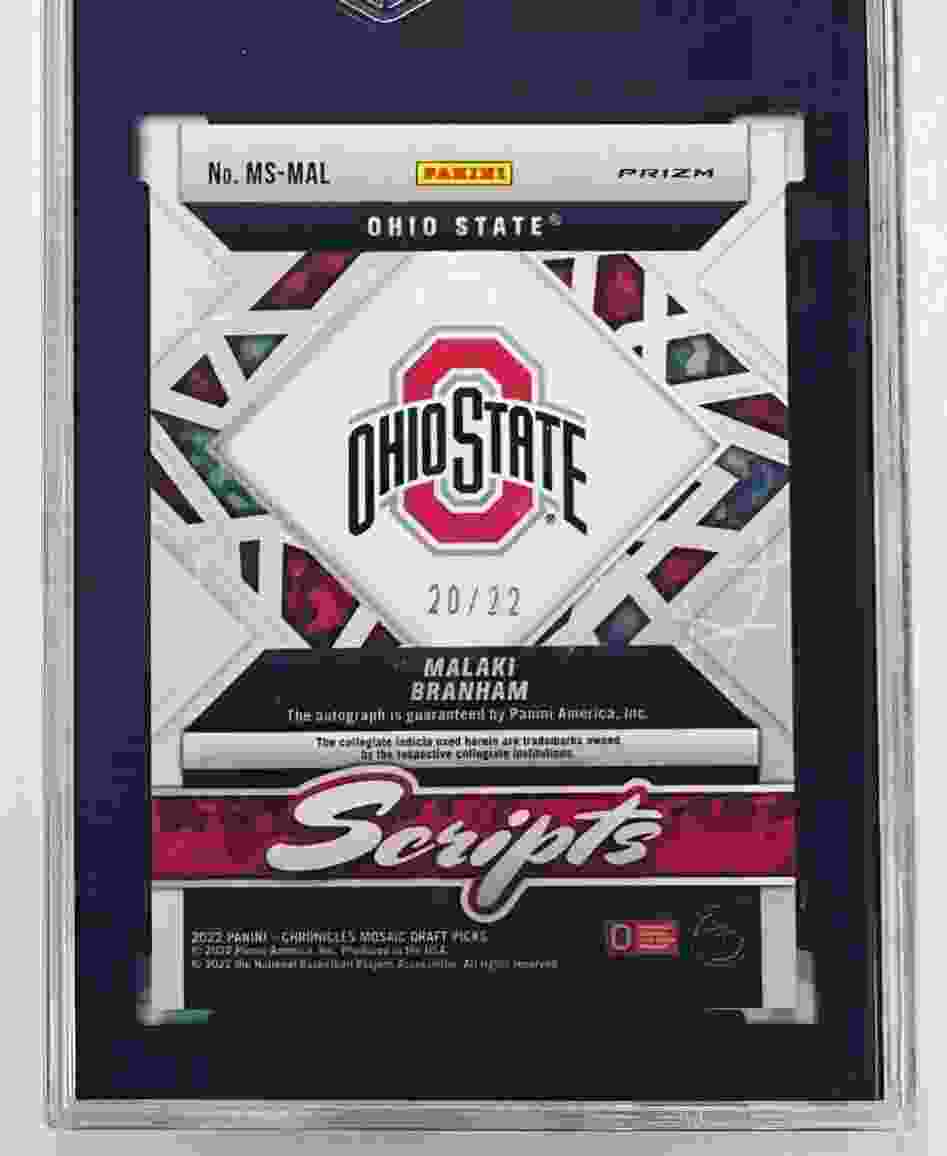 No. MS-MAL PANINI PRIZM
OHIO STATE®
OHIO STATE®
20/22
MALAKI
BRANHAM
The autograph is guaranteed by Panini America, Inc.
The collegiate indicia used herein are trademarks owned
by the respective collegiate institutions.
Scripts
2022 PANINI - CHRONICLES MOSAIC DRAFT PICKS
© 2022 Panini America, Inc. Produced in the USA.
© 2022 the National Basketball Players Association. All rights reserved.